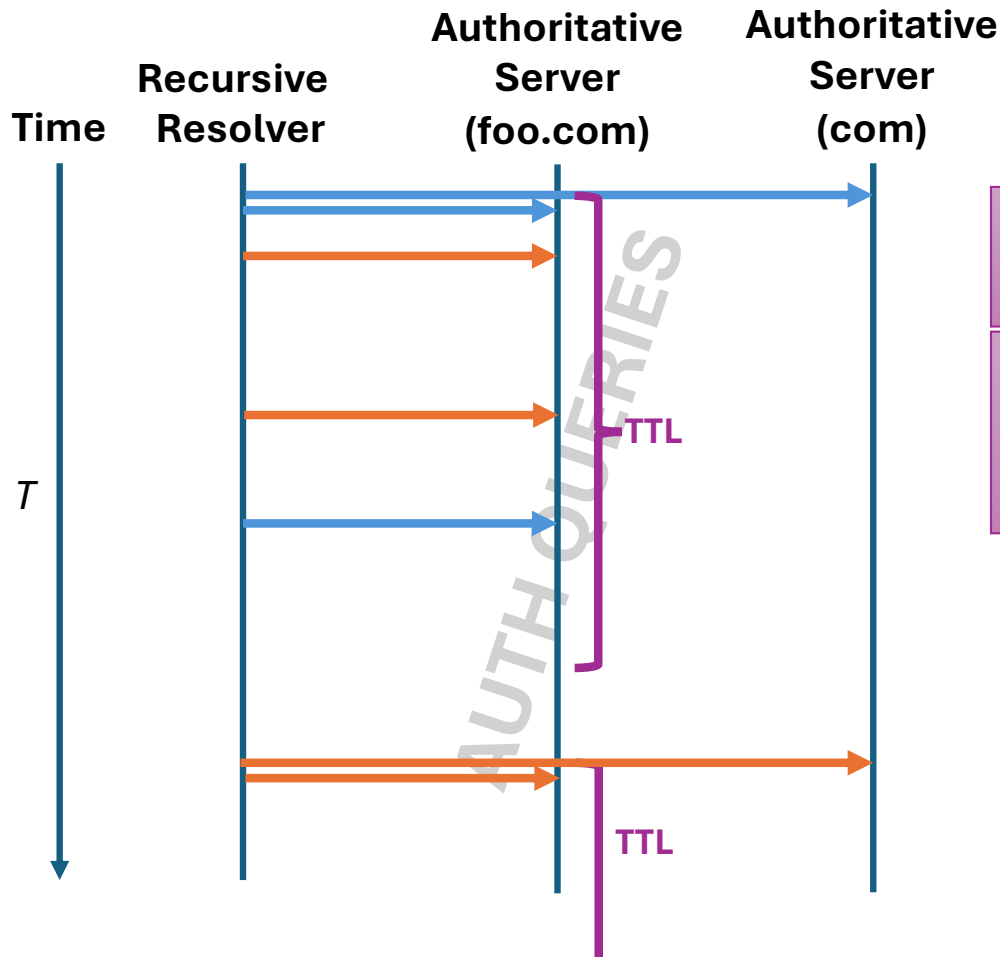 Time
Recursive
Resolver
Authoritative
Server
(foo.com)
Authoritative
Server
(com)
T
TTL
AUTH QUERIES
TTL